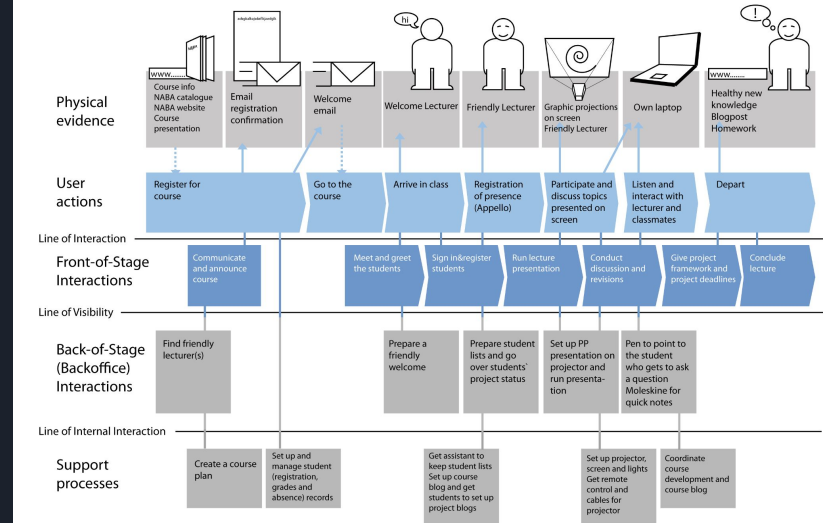 hi
!
www.......
www........
Physical
evidence
Course info
NABA catalogue
NABA website
Course
presentation
Email
registration
confirmation
Welcome
email
Welcome Lecturer
Friendly Lecturer
Graphic projections
on screen
Friendly Lecturer
Own laptop
Healthy new
knowledge
Blogpost
Homework
User
actions
Register for
course
Go to the
course
Arrive in class
Registration
of presence
(Appello)
Participate and
discuss topics
presented on
screen
Listen and
interact with
lecturer and
classmates
Depart
Line of Interaction
Front-of-Stage
Interactions
Communicate
and announce
course
Meet and greet
the students
Sign in&register
students
Run lecture
presentation
Conduct
discussion and
revisions
Give project
framework and
project deadlines
Conclude
lecture
Line of Visibility
Back-of-Stage
(Backoffice)
Interactions
Find friendly
lecturer(s)
Prepare a
friendly
welcome
Prepare student
lists and go
over students`
project status
Set up PP
presentation on
projector and
run presenta-
tion
Pen to point to
the student
who gets to ask
a question
Moleskine for
quick notes
Line of Internal Interaction
Support
processes
Create a course
plan
Set up and
manage student
(registration,
grades and
absence) records
Get assistant to
keep student lists
Set up course
blog and get
students to set up
project blogs
Set up projector,
screen and lights
Get remote
control and
cables for
projector
Coordinate
course
development and
course blog